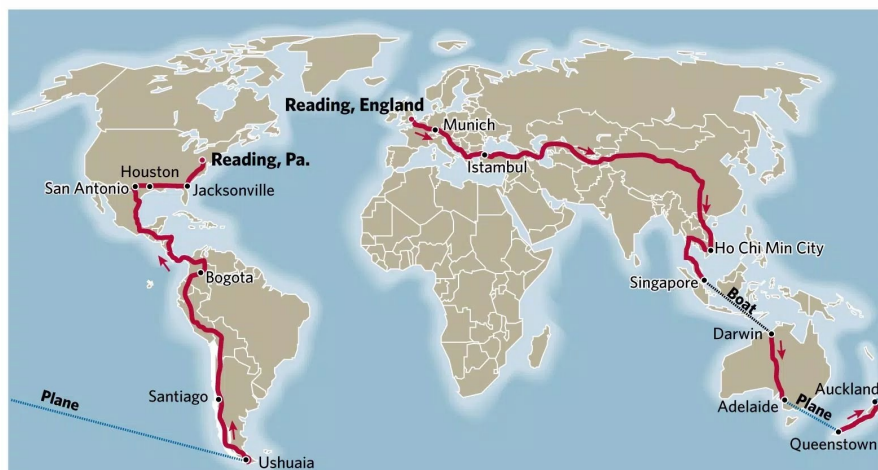 Reading, England
Munich
Istanbul
Reading, Pa.
Houston
San Antonio
Jacksonville
Bogota
Ho Chi Min City
Singapore
Boat
Darwin
Santiago
Adelaide
Plane
Auckland
Queenstown
Plane
Ushuaia